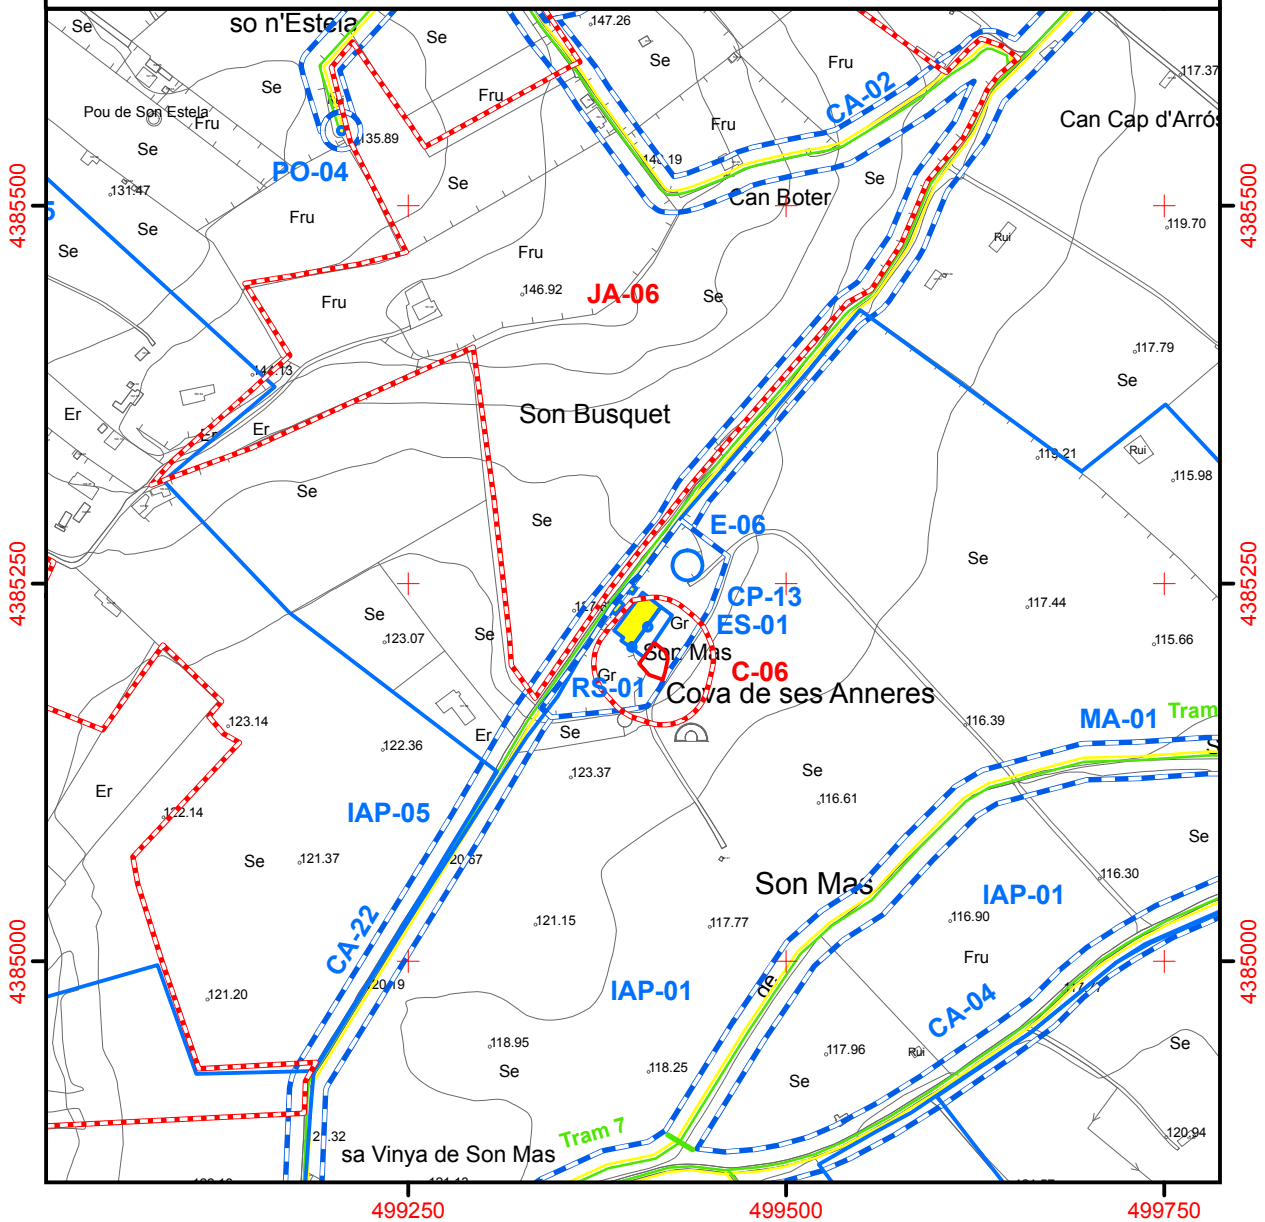 Se
so n'Estela
147.26
Se
Se
Fru
117.37
Se
Fru
CA-02
Pou de Son Estela
Fru
Fru
Can Cap d'Arrós
135.89
Se
PO-04
Se
Se
131.47
4385500
4385500
Can Boter
Fru
Se
119.70
Se
Rui
Fru
JA-06
146.92
Se
Fru
117.79
Se
Er
Son Busquet
Er
Er
119.21
Rui
115.98
Se
Se
E-06
4385250
4385250
Se
CP-13
117.44
Se
Gr
ES-01
123.07
Se
Son Mas
115.66
Gr
C-06
RS-01
Cova de ses Anneres
Tram
123.14
MA-01
116.39
Er
Se
122.36
123.37
Se
Er
116.61
IAP-05
122.14
Se
Se
121.37
Son Mas
116.30
IAP-01
121.15
117.77
116.90
CA-22
Fru
4385000
4385000
IAP-01
de
121.20
CA-04
118.95
117.96
Rui
Se
Se
118.25
Se
Tram 7
120.94
sa Vinya de Son Mas
499250
499500
499750